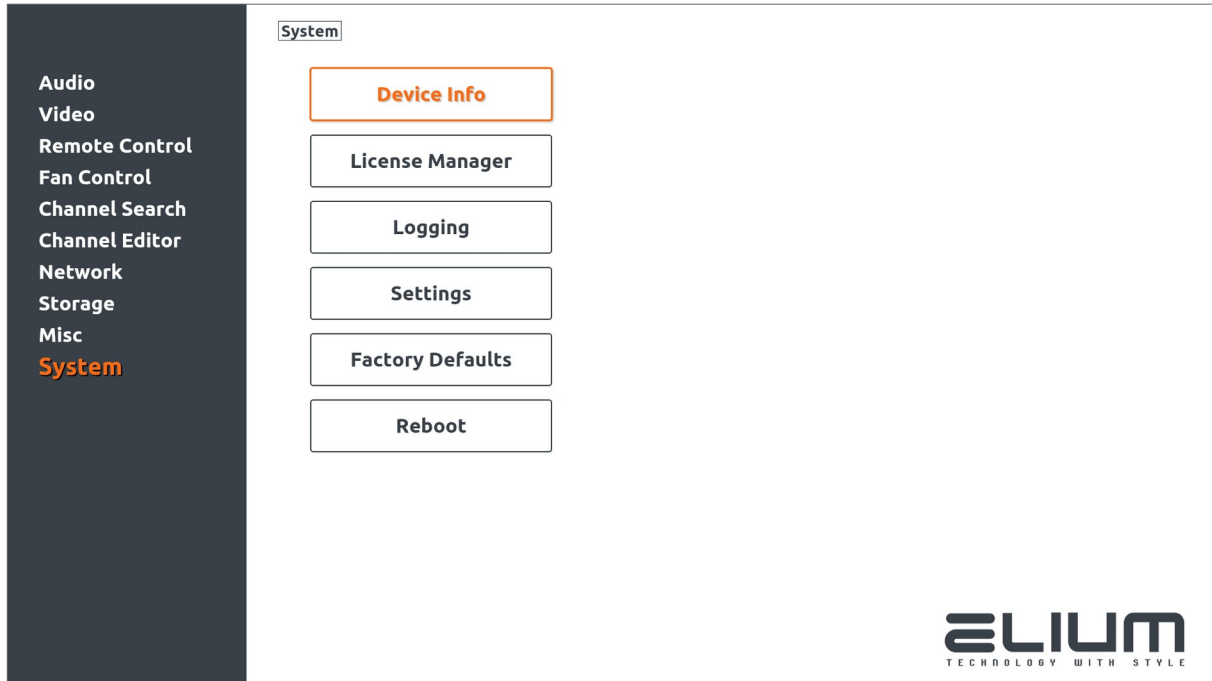 System
Audio
Video
Remote Control
Fan Control
Channel Search
Channel Editor
Network
Storage
Misc
System
Device Info
License Manager
Logging
Settings
Factory Defaults
Reboot
ELIUM
TECHNOLOGY WITH STYLE